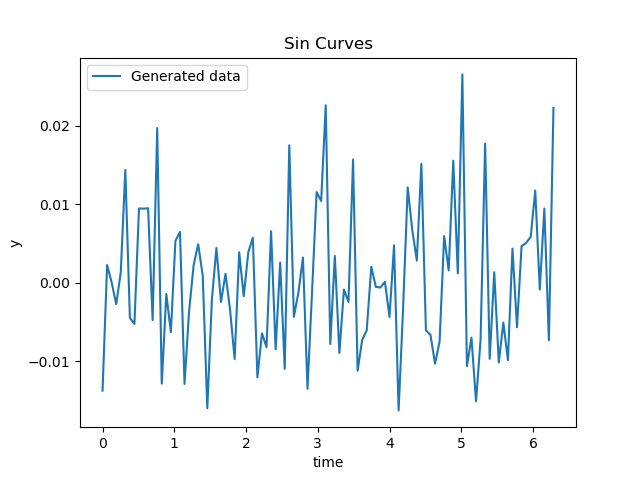 Sin Curves
Generated data
0.02
0.01
0.00
−0.01
y
0 1 2 3 4 5 6
time